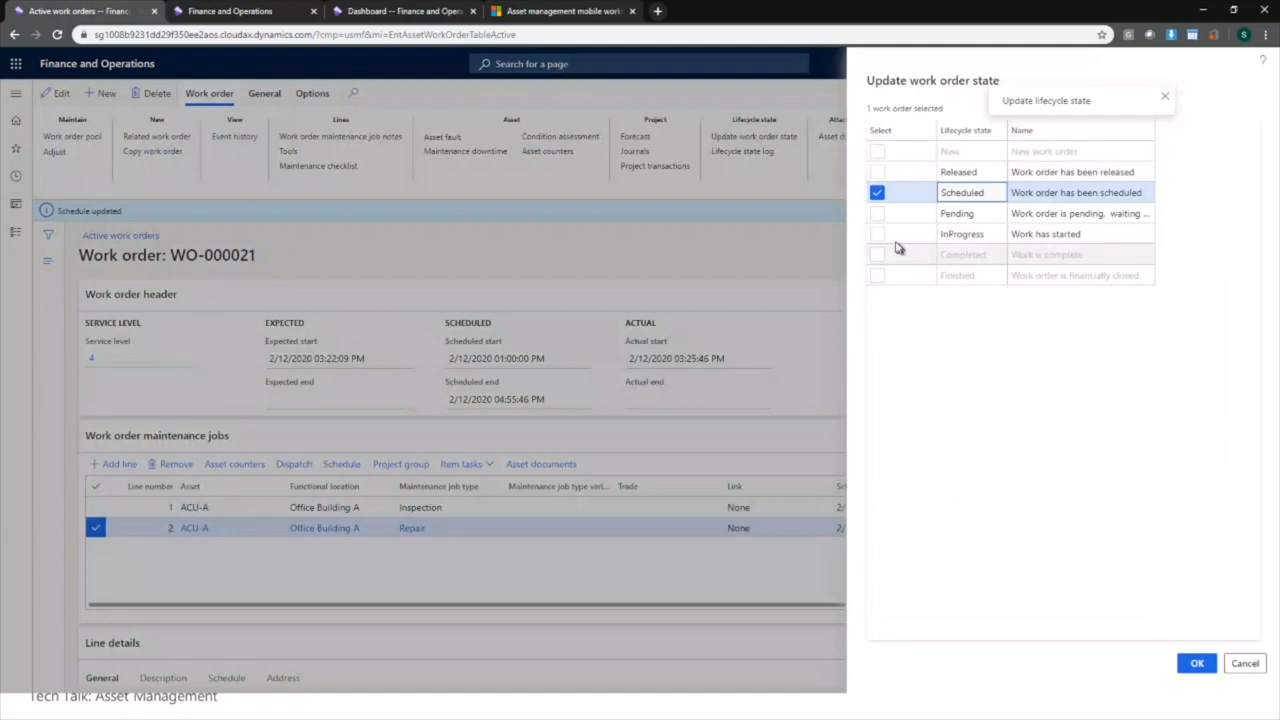 Active work orders -- Financ
Finance and Operations
Dashboard -- Finance and Oper
Asset management mobile work
sg1008b9231dd29f350ee2aos.cloudax.dynamics.com/?cmp=usmf&mi=EntAssetWorkOrderTableActive
Finance and Operations
Search for a page
Edit New Delete Work order General Options
Maintain
Work order pool
Adjust
New
Related work order
Copy work order
View
Event history
Lines
Work order maintenance job notes
Tools
Maintenance checklist
Asset
Asset fault
Maintenance downtime
Condition assessment
Asset counters
Project
Forecast
Journals
Project transactions
Lifecycle state
Update work order state
Lifecycle state log
Attac
Asset d
Schedule updated
Active work orders
Work order: WO-000021
Work order header
SERVICE LEVEL
Service level
4
EXPECTED
Expected start
2/12/2020 03:22:09 PM
Expected end
SCHEDULED
Scheduled start
2/12/2020 01:00:00 PM
Scheduled end
2/12/2020 04:55:46 PM
ACTUAL
Actual start
2/12/2020 03:25:46 PM
Actual end
Work order maintenance jobs
Add line Remove Asset counters Dispatch Schedule Project group Item tasks Asset documents
Line number Asset Functional location Maintenance job type Maintenance job type vari... Trade Link Sc
1 ACU-A Office Building A Inspection None 2/
2 ACU-A Office Building A Repair None 2/
Line details
General Description Schedule Address
Tech Talk: Asset Management
?
Update work order state
Update lifecycle state
1 work order selected
Select Lifecycle state Name
New New work order
Released Work order has been released
Scheduled Work order has been scheduled
Pending Work order is pending, waiting ...
InProgress Work has started
Completed Work is complete
Finished Work order is financially closed
OK Cancel